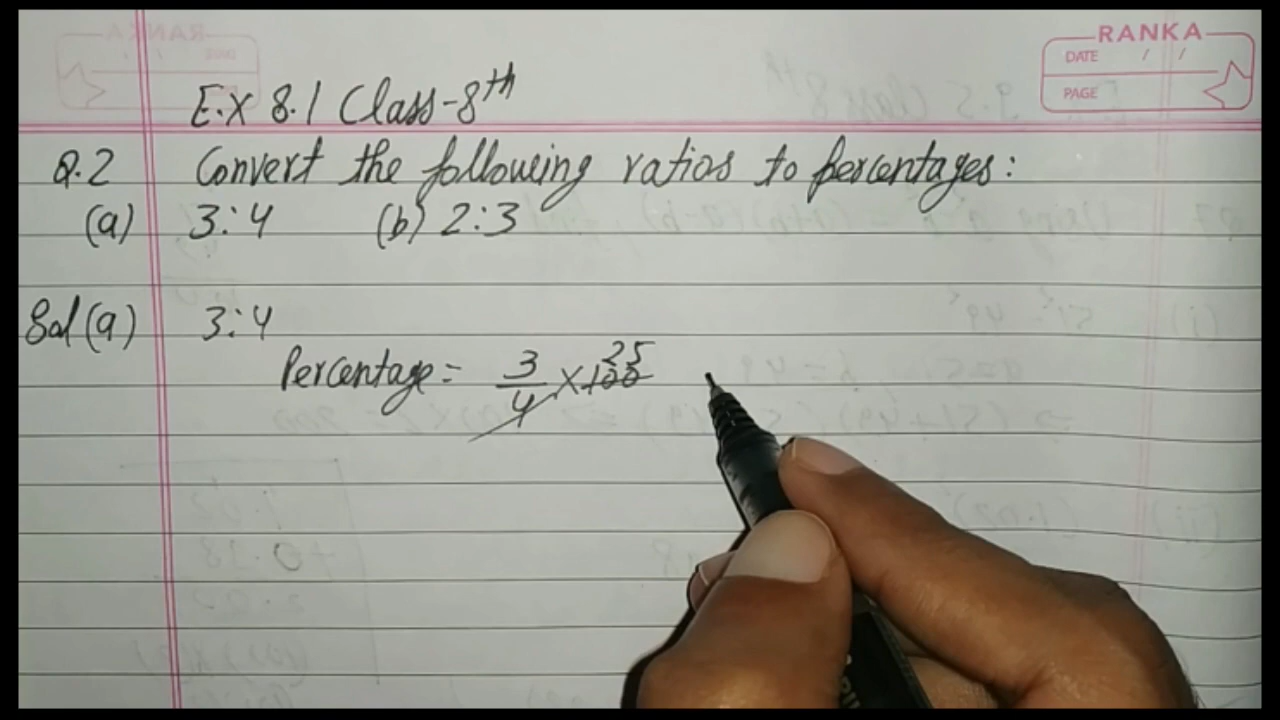 RANKA
DATE / /
PAGE
E.X 8.1 Class-8th
Q.2 Convert the following ratios to percentages:
(a) 3:4 (b) 2:3
Sol (a) 3:4
Percentage = 3/4 × 100 25